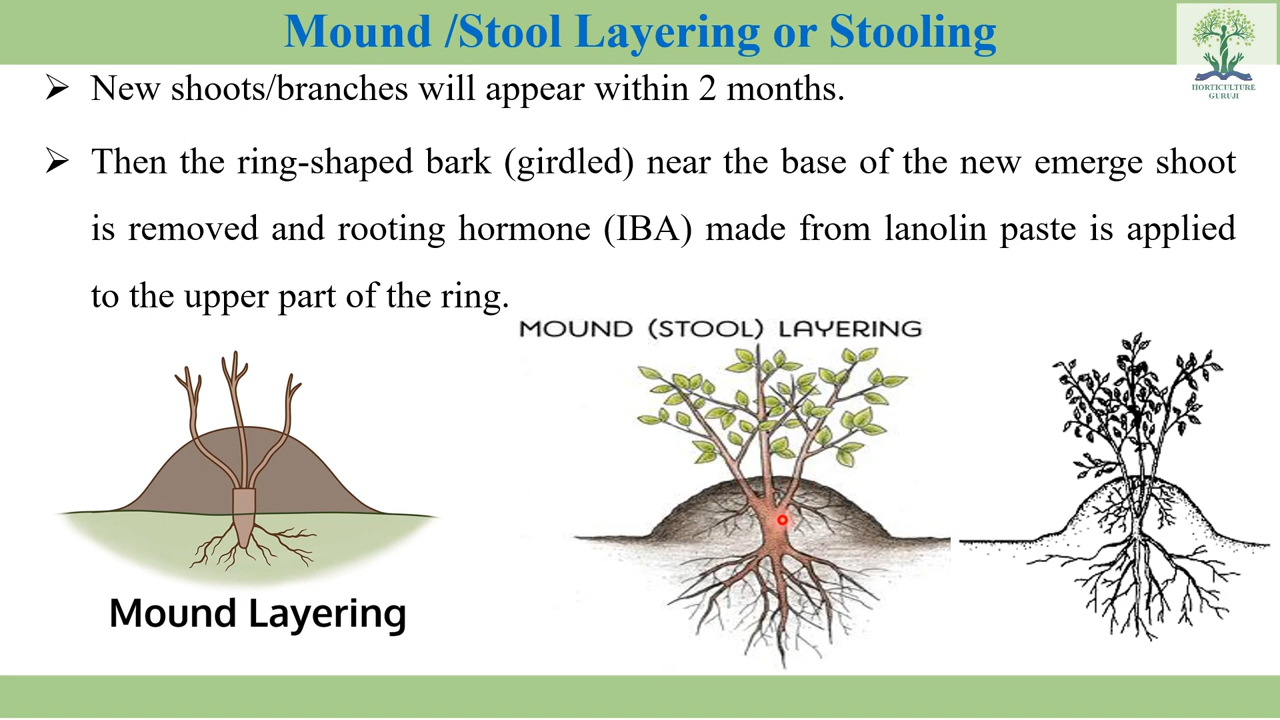 Mound /Stool Layering or Stooling
HORTICULTURE
GURUJI
➢ New shoots/branches will appear within 2 months.
➢ Then the ring-shaped bark (girdled) near the base of the new emerge shoot
is removed and rooting hormone (IBA) made from lanolin paste is applied
to the upper part of the ring.
MOUND (STOOL) LAYERING
Mound Layering